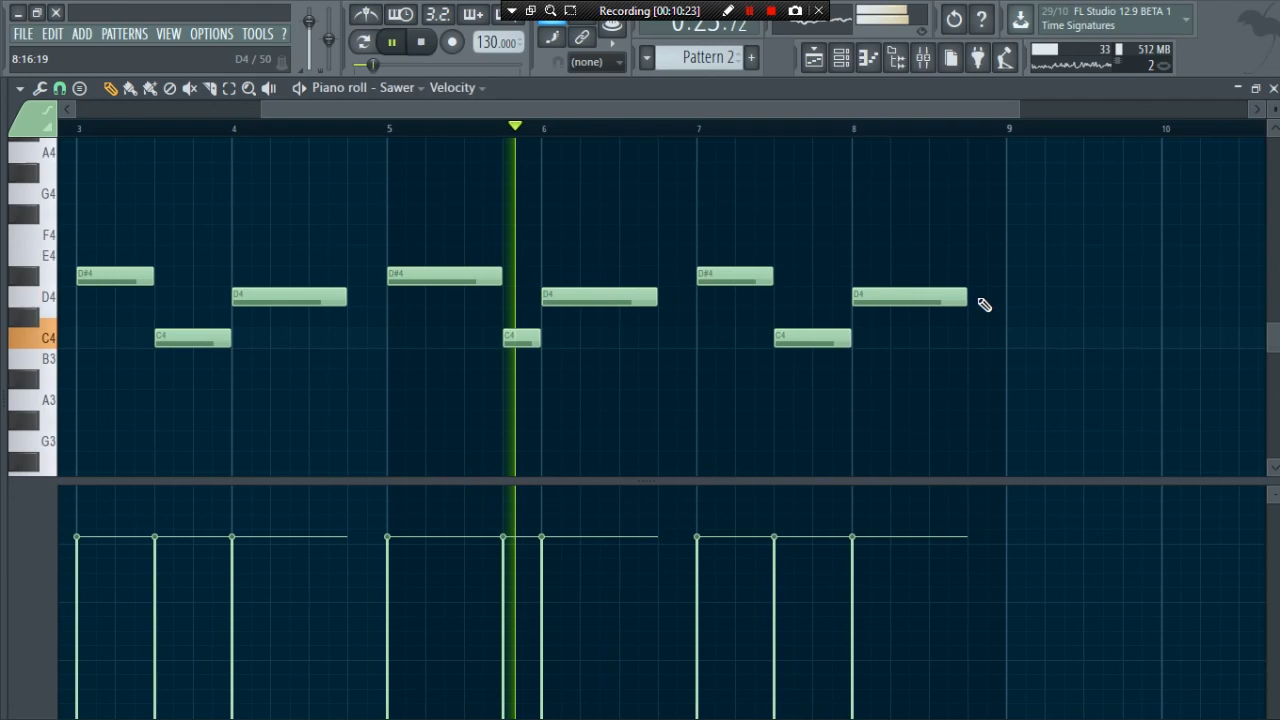 Recording [00:10:23]
FILE EDIT ADD PATTERNS VIEW OPTIONS TOOLS ?
8:16:19 D4 / 50
3.2.
130.000
0:23:72
(none)
Pattern 2
29/10 FL Studio 12.9 BETA 1
Time Signatures
33 512 MB
2
Piano roll - Sawer Velocity
3 4 5 6 7 8 9 10
A4
G4
F4
E4
D#4 D#4 D#4
D4 D4 D4 D4
C4 C4 C4 C4
B3
A3
G3